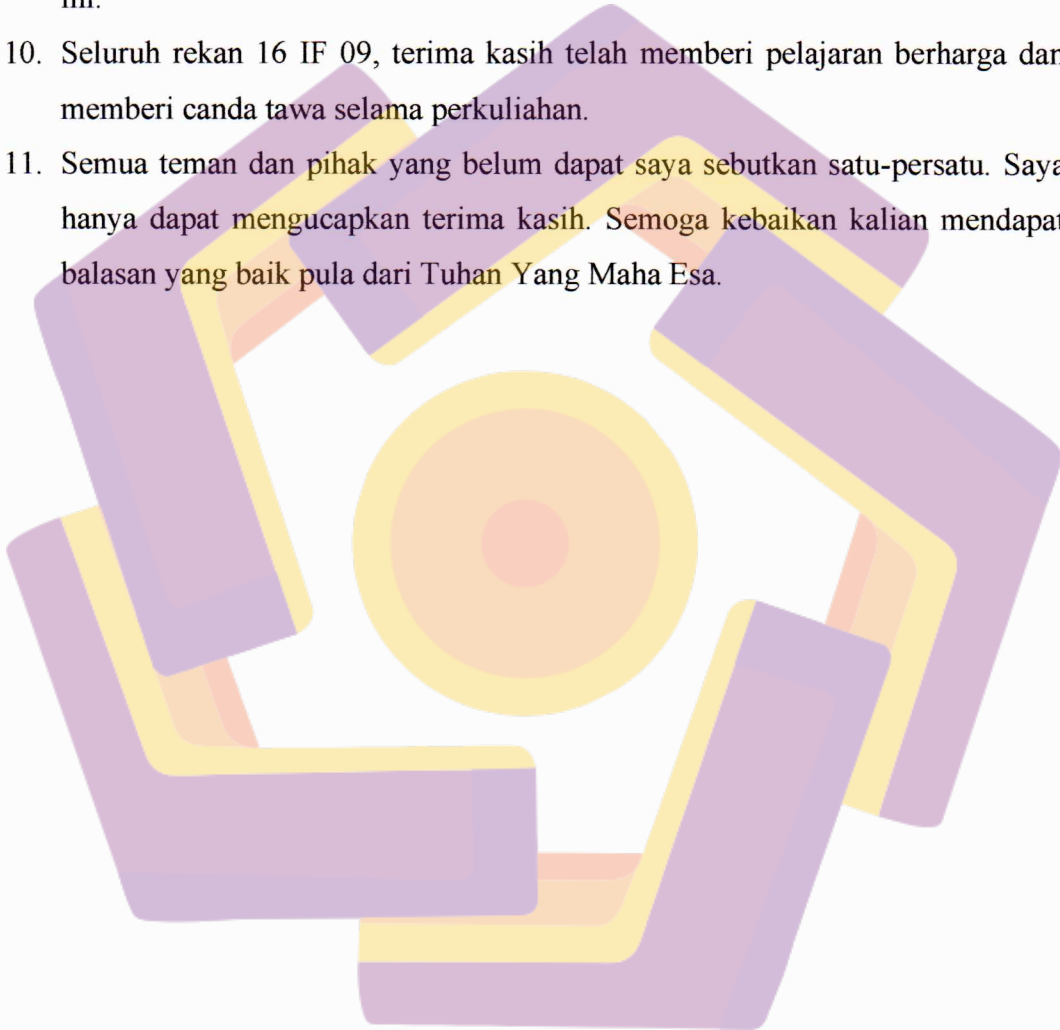 ini.
10. Seluruh rekan 16 IF 09, terima kasih telah memberi pelajaran berharga dan
memberi canda tawa selama perkuliahan.
11. Semua teman dan pihak yang belum dapat saya sebutkan satu-persatu. Saya
hanya dapat mengucapkan terima kasih. Semoga kebaikan kalian mendapat
balasan yang baik pula dari Tuhan Yang Maha Esa.